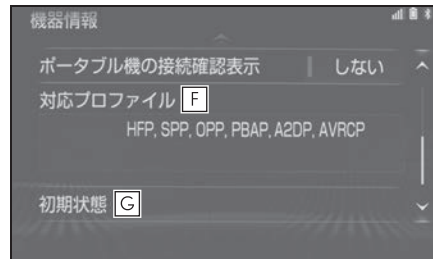 機器情報
ポータブル機の接続確認表示 しない
対応プロファイル F
HFP, SPP, OPP, PBAP, A2DP, AVRCP
初期状態 G